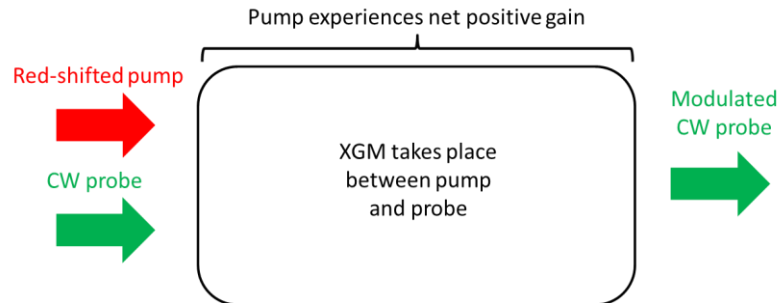 Pump experiences net positive gain
Red-shifted pump
CW probe
XGM takes place
between pump
and probe
Modulated
CW probe